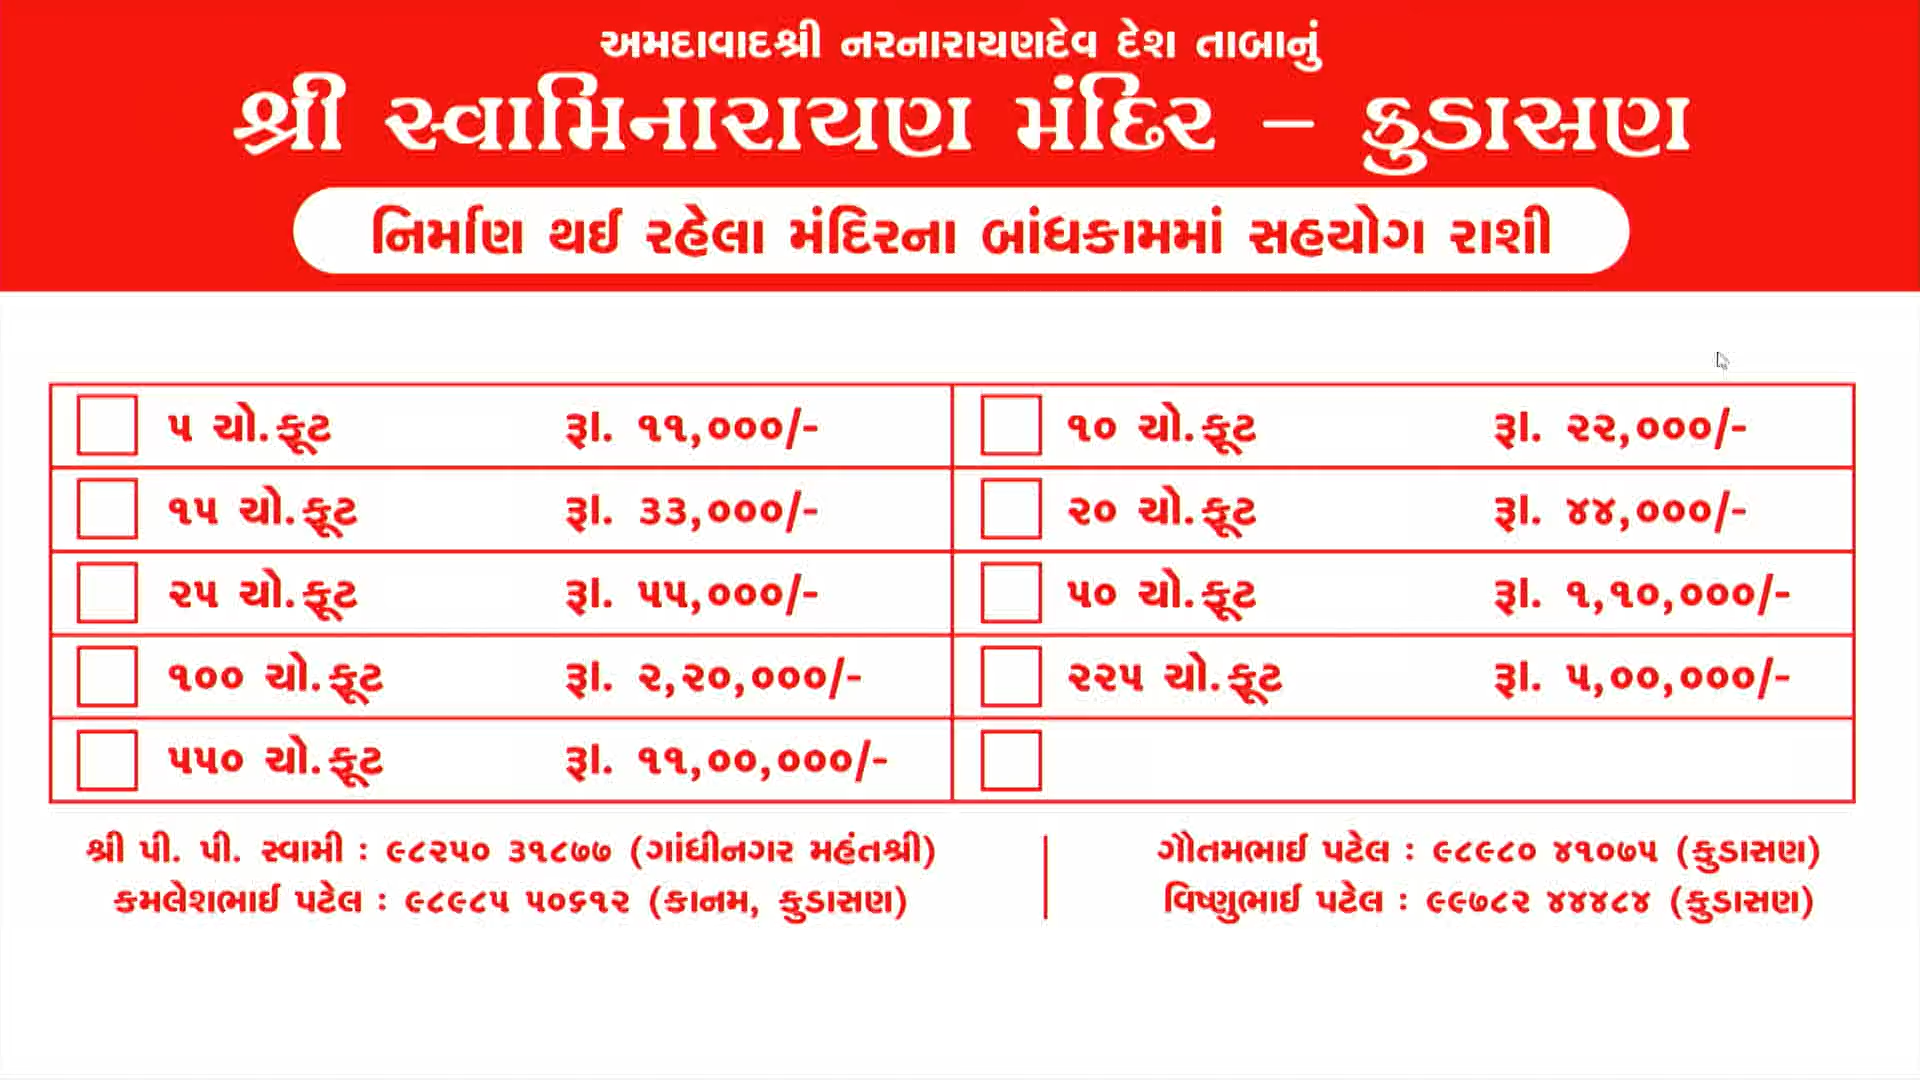 અમદાવાદશ્રી નરનારાયણદેવ દેશ તાબાનું
શ્રી સ્વામિનારાયણ મંદિર – કુડાસણ
નિર્માણ થઈ રહેલા મંદિરના બાંધકામમાં સહયોગ રાશી
૫ ચો.ફૂટ રૂા. ૧૧,૦૦૦/- ૧૦ ચો.ફૂટ રૂા. ૨૨,૦૦૦/-
૧૫ ચો.ફૂટ રૂા. ૩૩,૦૦૦/- ૨૦ ચો.ફૂટ રૂા. ૪૪,૦૦૦/-
૨૫ ચો.ફૂટ રૂા. ૫૫,૦૦૦/- ૫૦ ચો.ફૂટ રૂા. ૧,૧૦,૦૦૦/-
૧૦૦ ચો.ફૂટ રૂા. ૨,૨૦,૦૦૦/- ૨૨૫ ચો.ફૂટ રૂા. ૫,૦૦,૦૦૦/-
૫૫૦ ચો.ફૂટ રૂા. ૧૧,૦૦,૦૦૦/-
શ્રી પી. પી. સ્વામી : ૯૮૨૫૦ ૩૧૮૭૭ (ગાંધીનગર મહંતશ્રી)
કમલેશભાઈ પટેલ : ૯૮૯૮૫ ૫૦૬૧૨ (કાનમ, કુડાસણ)
ગૌતમભાઈ પટેલ : ૯૮૯૮૦ ૪૧૦૭૫ (કુડાસણ)
વિષ્ણુભાઈ પટેલ : ૯૯૭૮૨ ૪૪૪૮૪ (કુડાસણ)